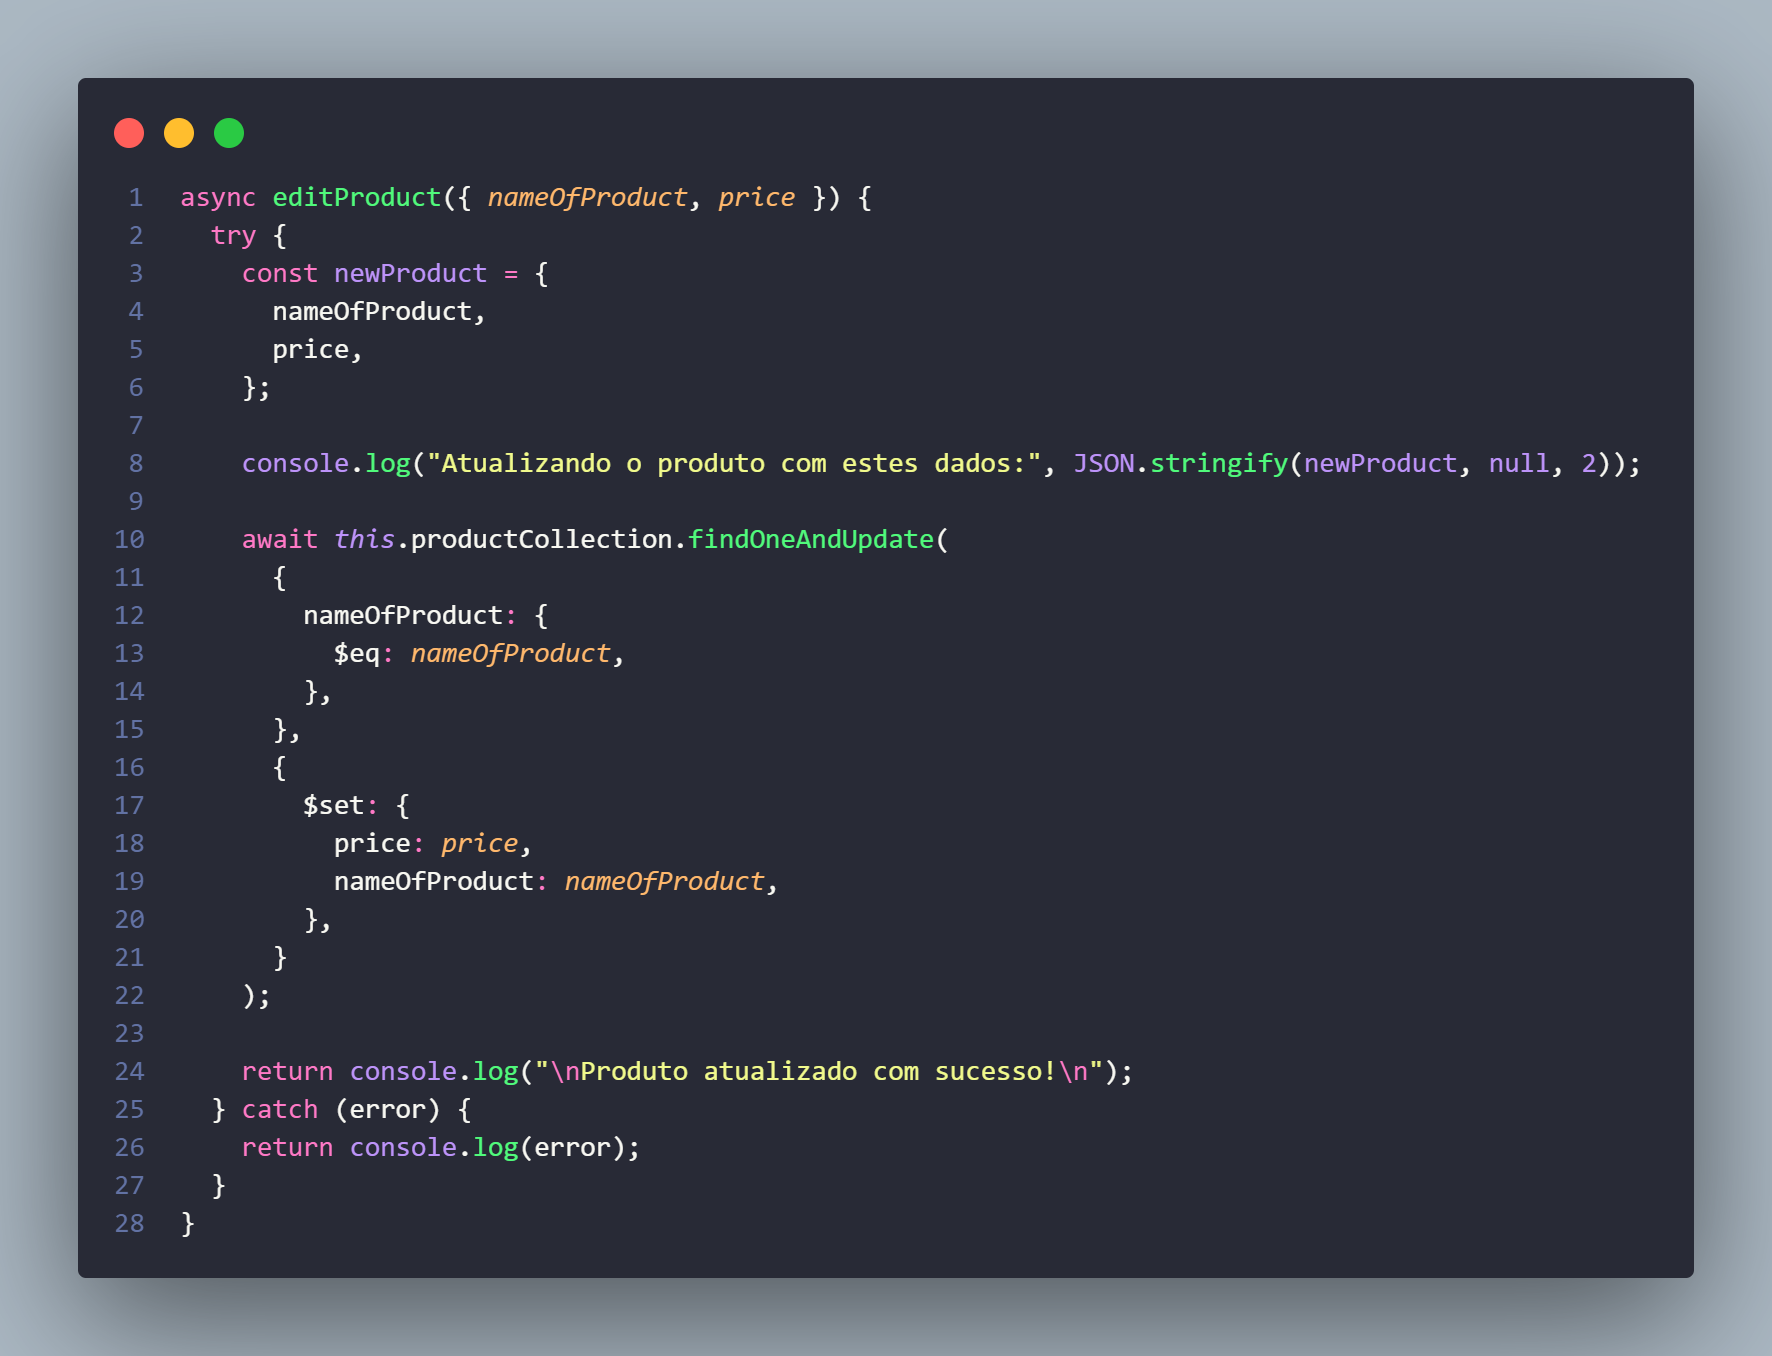 1 async editProduct({ nameOfProduct, price }) {
2 try {
3 const newProduct = {
4 nameOfProduct,
5 price,
6 };
7
8 console.log("Atualizando o produto com estes dados:", JSON.stringify(newProduct, null, 2));
9
10 await this.productCollection.findOneAndUpdate(
11 {
12 nameOfProduct: {
13 $eq: nameOfProduct,
14 },
15 },
16 {
17 $set: {
18 price: price,
19 nameOfProduct: nameOfProduct,
20 },
21 }
22 );
23
24 return console.log("\nProduto atualizado com sucesso!\n");
25 } catch (error) {
26 return console.log(error);
27 }
28 }